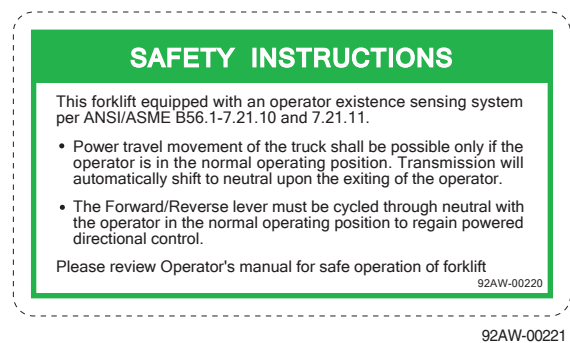 SAFETY INSTRUCTIONS
This forklift equipped with an operator existence sensing system
per ANSI/ASME B56.1-7.21.10 and 7.21.11.
• Power travel movement of the truck shall be possible only if the
operator is in the normal operating position. Transmission will
automatically shift to neutral upon the exiting of the operator.
• The Forward/Reverse lever must be cycled through neutral with
the operator in the normal operating position to regain powered
directional control.
Please review Operator's manual for safe operation of forklift
92AW-00220
92AW-00221